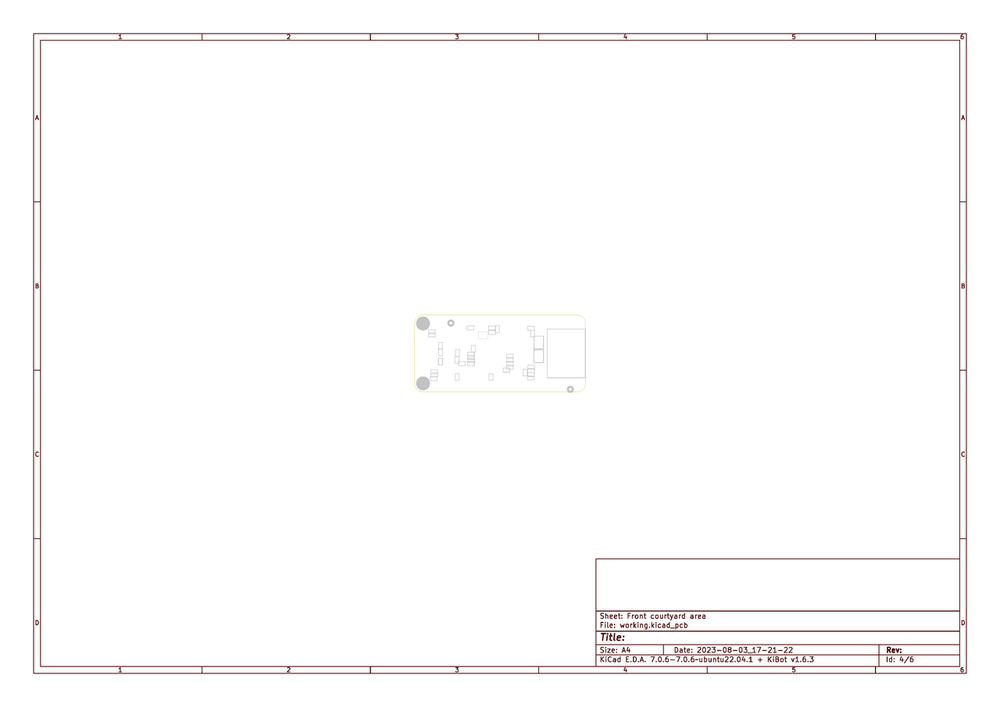 1 2 3 4 5 6
A A
B B
C C
D D
Sheet: Front courtyard area
File: working.kicad_pcb
Title:
Size: A4 Date: 2023-08-03_17-21-22 Rev:
KiCad E.D.A. 7.0.6-7.0.6~ubuntu22.04.1 + KiBot v1.6.3 Id: 4/6
1 2 3 4 5 6